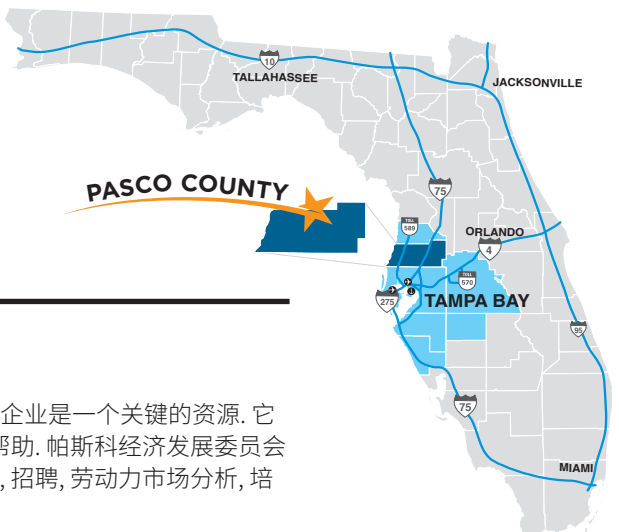 10
TALLAHASSEE
JACKSONVILLE
PASCO COUNTY
75
TOLL
589
ORLANDO
4
TOLL
570
275
TAMPA BAY
95
企业是一个关键的资源. 它
帮助. 帕斯科经济发展委员会
, 招聘, 劳动力市场分析, 培
75
MIAMI